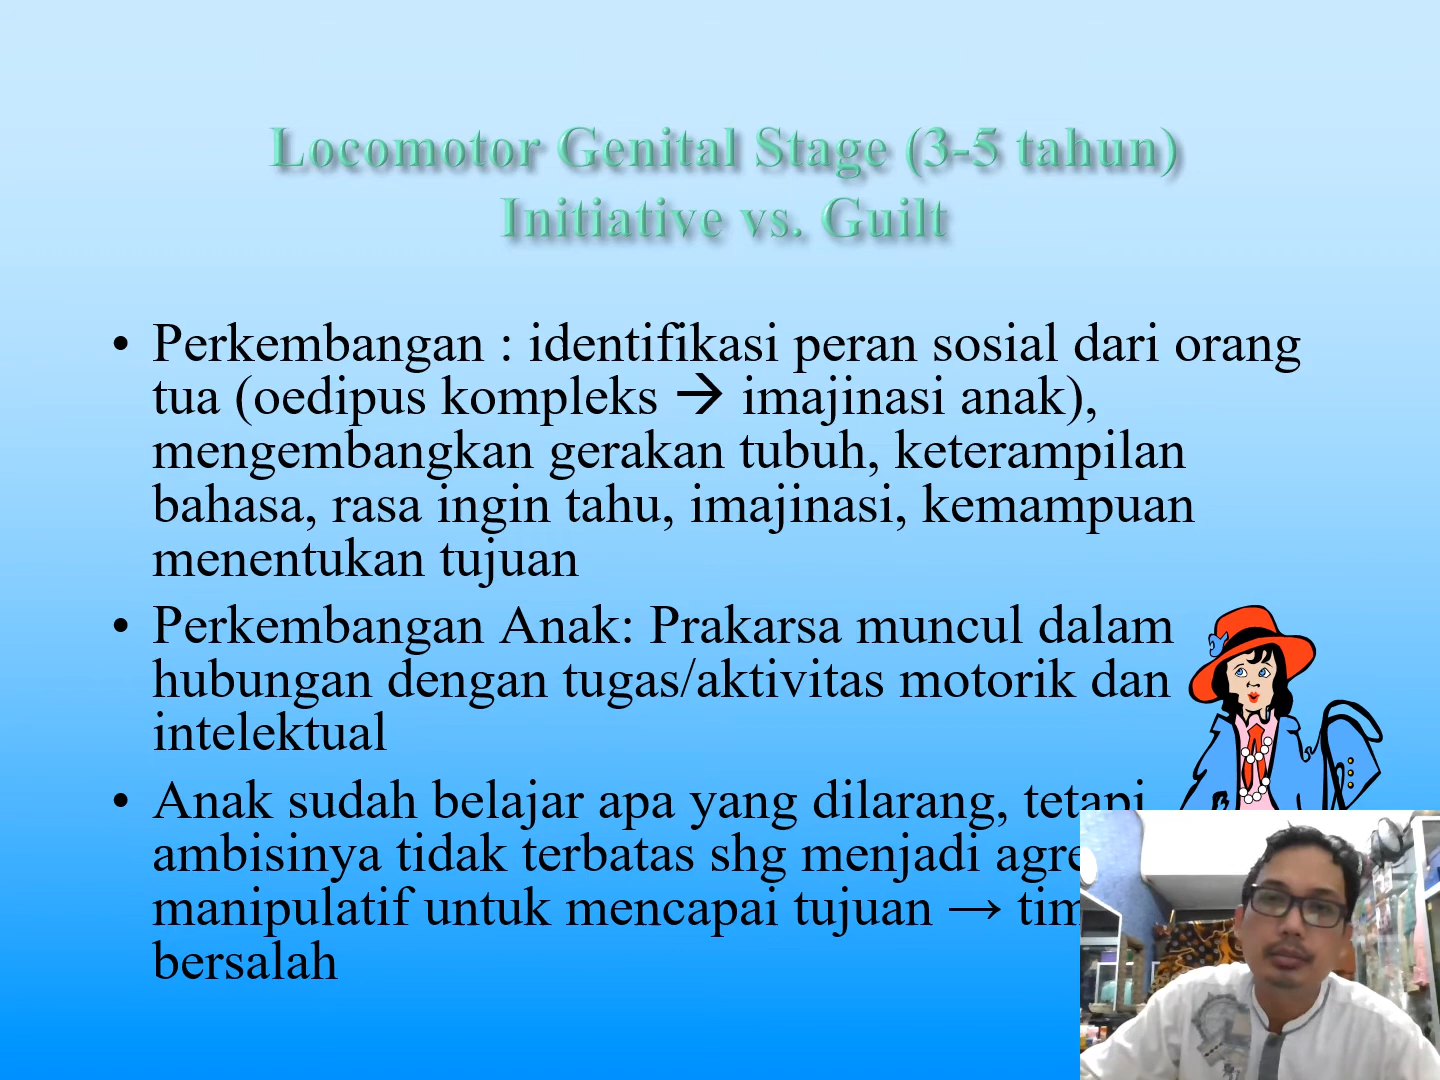 Locomotor Genital Stage (3-5 tahun)
Initiative vs. Guilt
• Perkembangan : identifikasi peran sosial dari orang
tua (oedipus kompleks → imajinasi anak),
mengembangkan gerakan tubuh, keterampilan
bahasa, rasa ingin tahu, imajinasi, kemampuan
menentukan tujuan
• Perkembangan Anak: Prakarsa muncul dalam
hubungan dengan tugas/aktivitas motorik dan
intelektual
• Anak sudah belajar apa yang dilarang, tetapi
ambisinya tidak terbatas shg menjadi
manipulatif untuk mencapai tujuan →
bersalah